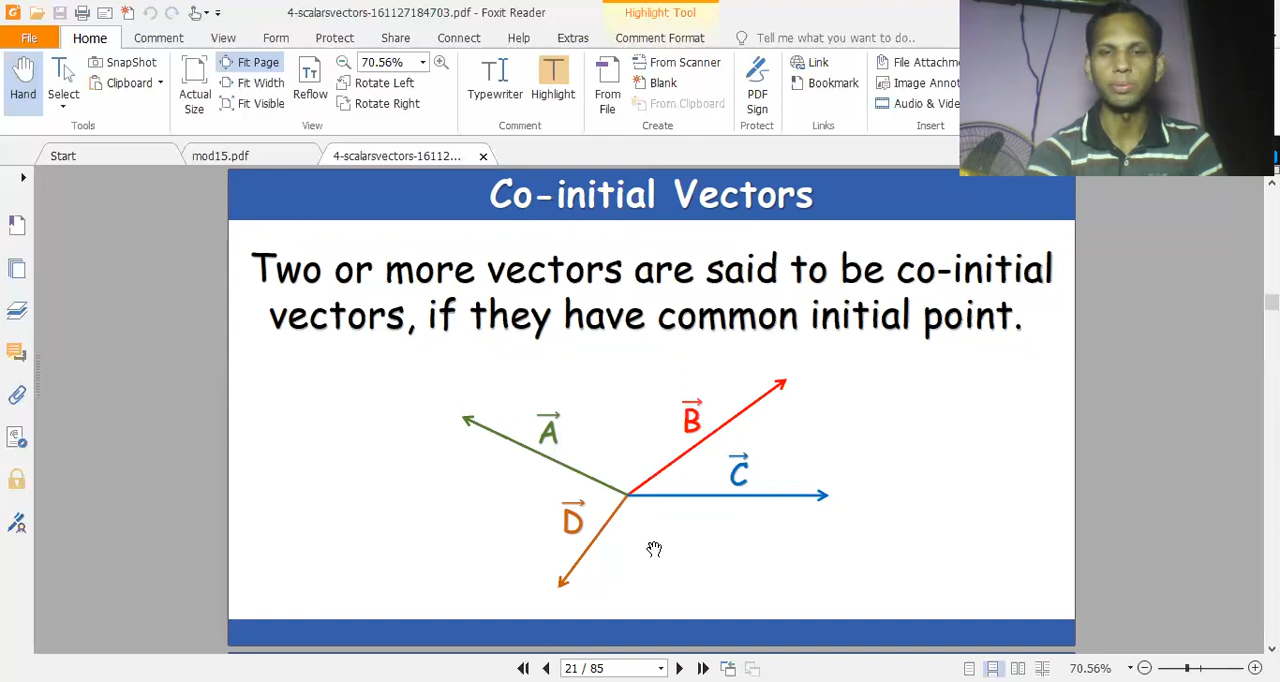 4-scalarsvectors-161127184703.pdf - Foxit Reader
Highlight Tool
File Home Comment View Form Protect Share Connect Help Extras Comment Format Tell me what you want to do..
Hand
Select
SnapShot
Clipboard
Tools
Actual Size
Fit Page
Fit Width
Fit Visible
Reflow
70.56%
Rotate Left
Rotate Right
View
Typewriter
Highlight
Comment
From File
From Scanner
Blank
From Clipboard
Create
PDF Sign
Protect
Link
Bookmark
Links
File Attachm
Image Annot
Audio & Vide
Insert
Start
mod15.pdf
4-scalarsvectors-16112...
Co-initial Vectors
Two or more vectors are said to be co-initial
vectors, if they have common initial point.
A
B
C
D
21 / 85
70.56%